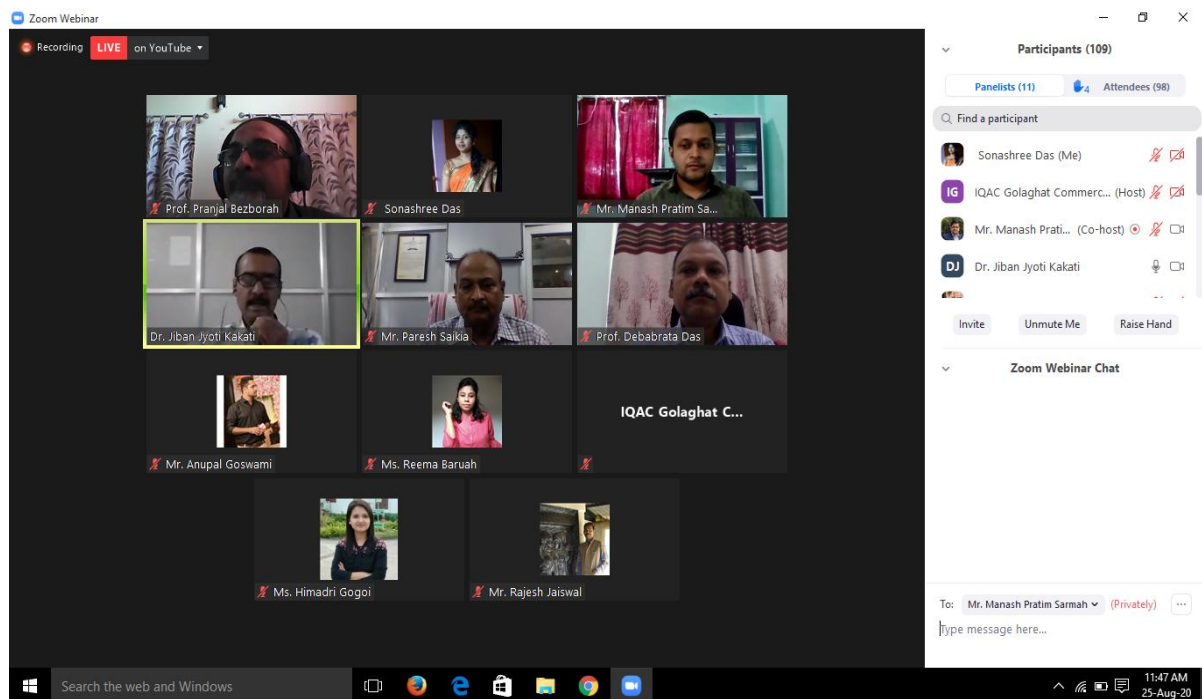 Zoom Webinar
Recording LIVE on YouTube
Prof. Pranjal Bezborah
Sonashree Das
Mr. Manash Pratim Sa...
Dr. Jiban Jyoti Kakati
Mr. Paresh Saikia
Prof. Debabrata Das
Mr. Anupal Goswami
Ms. Reema Baruah
IQAC Golaghat C...
Ms. Himadri Gogoi
Mr. Rajesh Jaiswal
Participants (109)
Panelists (11) 4 Attendees (98)
Find a participant
Sonashree Das (Me)
IG IQAC Golaghat Commerc... (Host)
Mr. Manash Prati... (Co-host)
DJ Dr. Jiban Jyoti Kakati
Invite Unmute Me Raise Hand
Zoom Webinar Chat
To: Mr. Manash Pratim Sarmah (Privately) ...
Type message here...
Search the web and Windows
11:47 AM
25-Aug-20